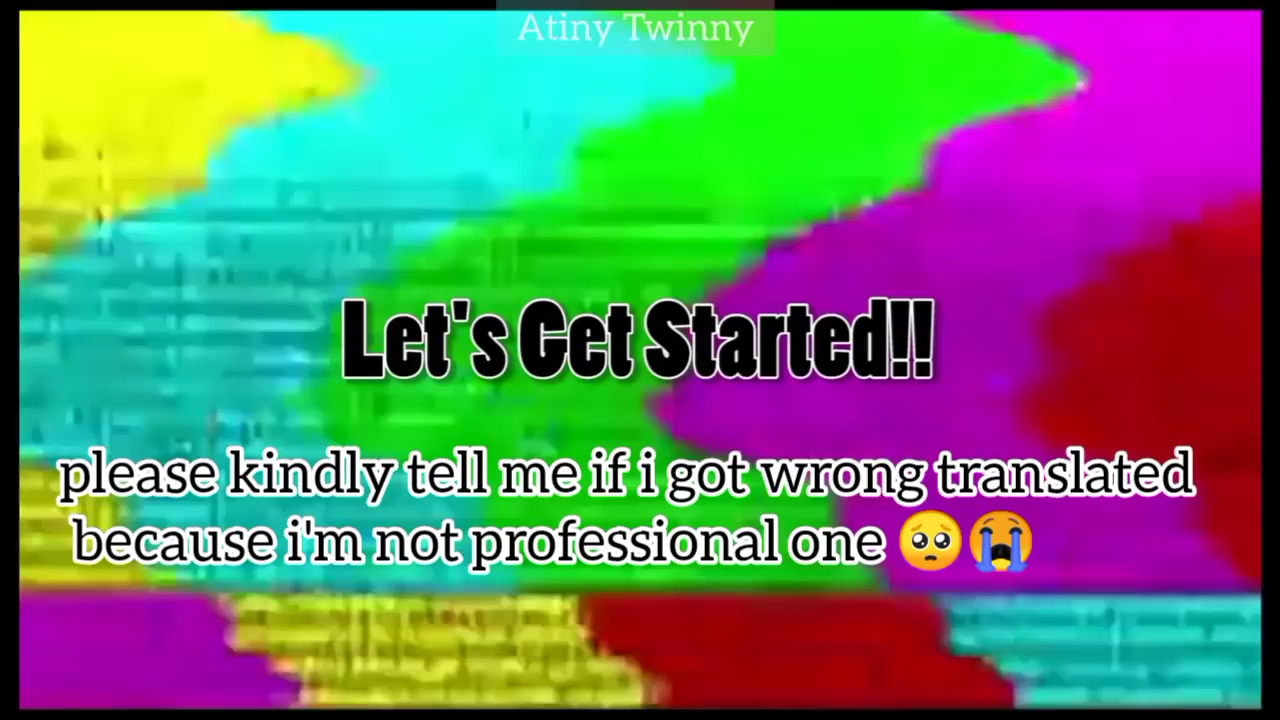 Atiny Twinny
Let's Get Started!!
please kindly tell me if i got wrong translated
because i'm not professional one 🥺😭